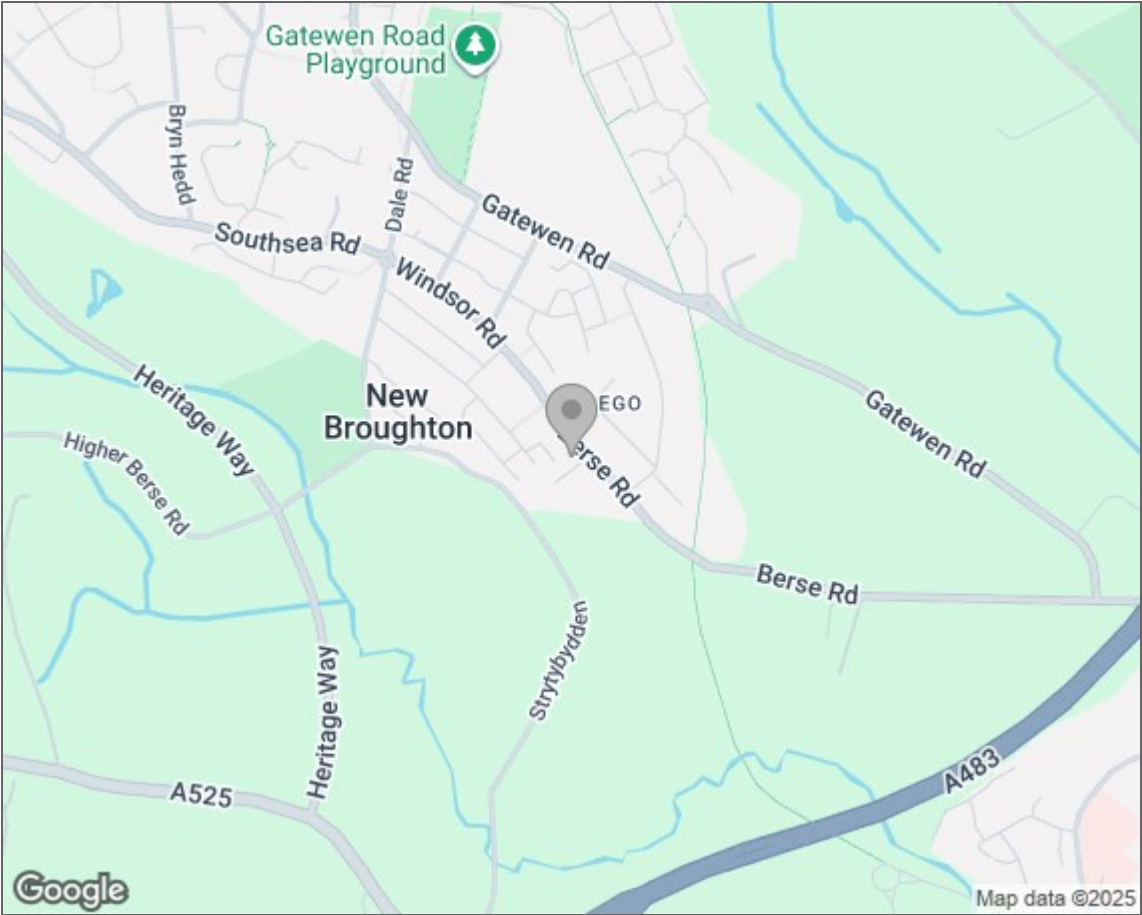 Gatewen Road
Playground
Bryn Hedd
Dale Rd
Gatewen Rd
Southsea Rd
Windsor Rd
Heritage Way
New
Broughton
EGO
Gatewen Rd
Higher Berse Rd
Berse Rd
Berse Rd
Strytybydden
Heritage Way
A525
A483
Google
Map data ©2025